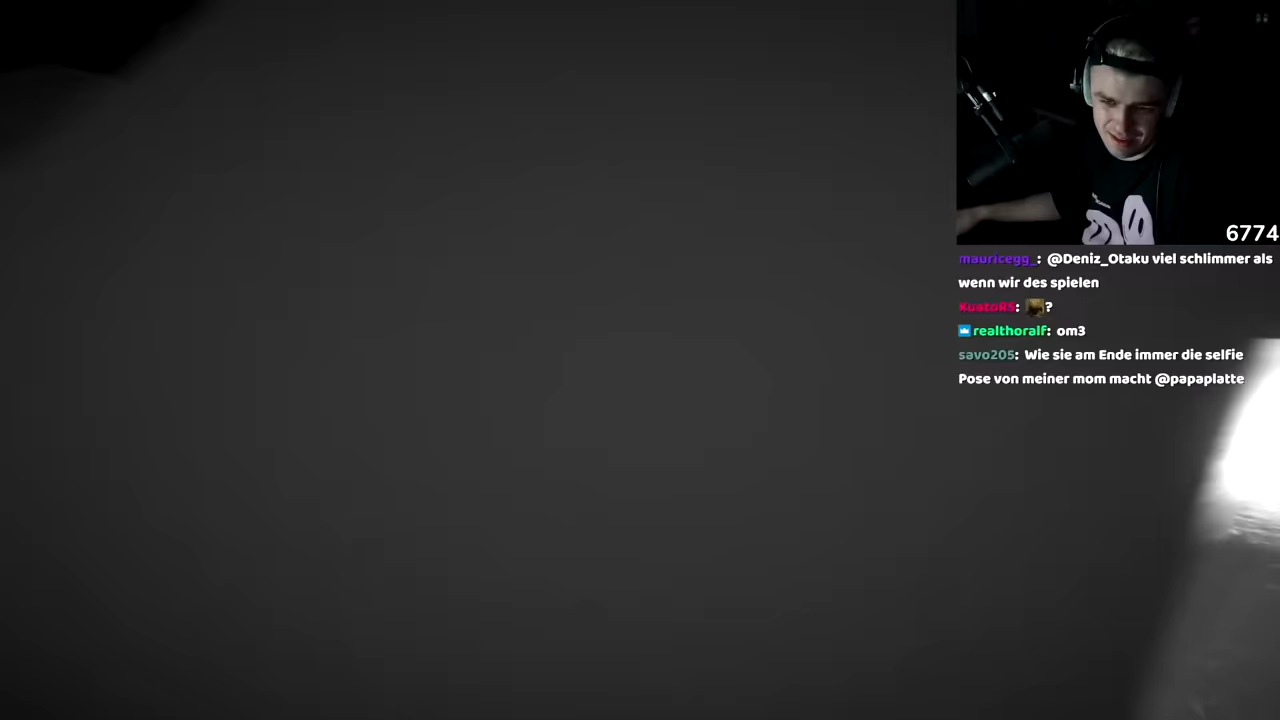 6774
mauricegg_: @Deniz_Otaku viel schlimmer als
wenn wir des spielen
KuatoRS: ?
realthoralf: om3
savo205: Wie sie am Ende immer die selfie
Pose von meiner mom macht @papaplatte